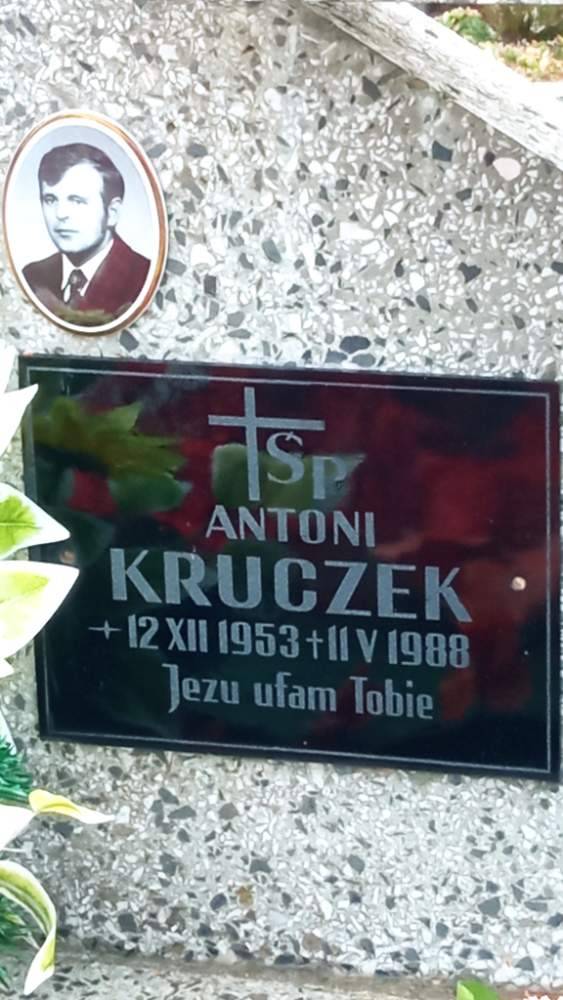 ŚP
ANTONI
KRUCZEK
12 XII 1953 † 11 V 1988
Jezu ufam Tobie